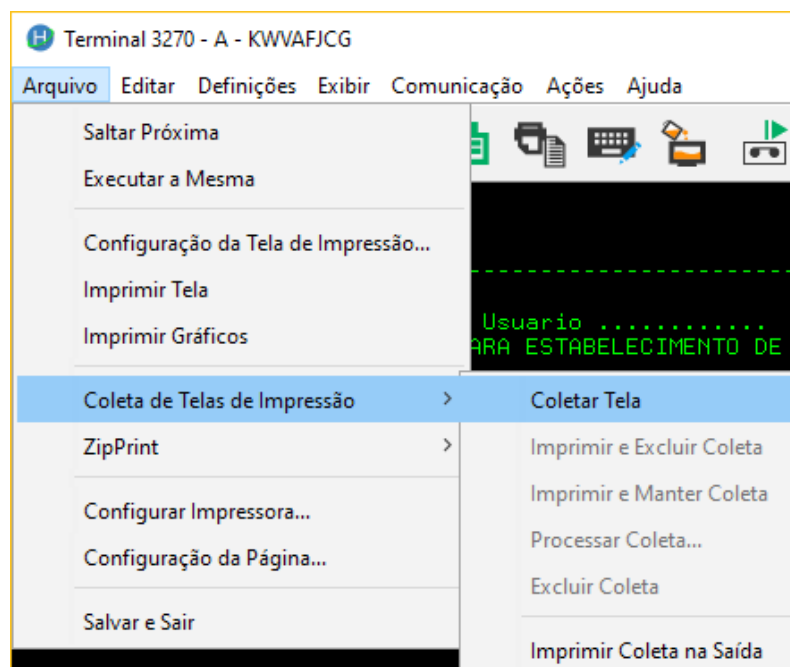 Terminal 3270 - A - KWVAFJCG
Arquivo Editar Definições Exibir Comunicação Ações Ajuda
Saltar Próxima
Executar a Mesma
Configuração da Tela de Impressão...
Imprimir Tela
Imprimir Gráficos
Usuario ............
ARA ESTABELECIMENTO DE
Coleta de Telas de Impressão
Coletar Tela
ZipPrint
Imprimir e Excluir Coleta
Imprimir e Manter Coleta
Configurar Impressora...
Processar Coleta...
Configuração da Página...
Excluir Coleta
Salvar e Sair
Imprimir Coleta na Saída